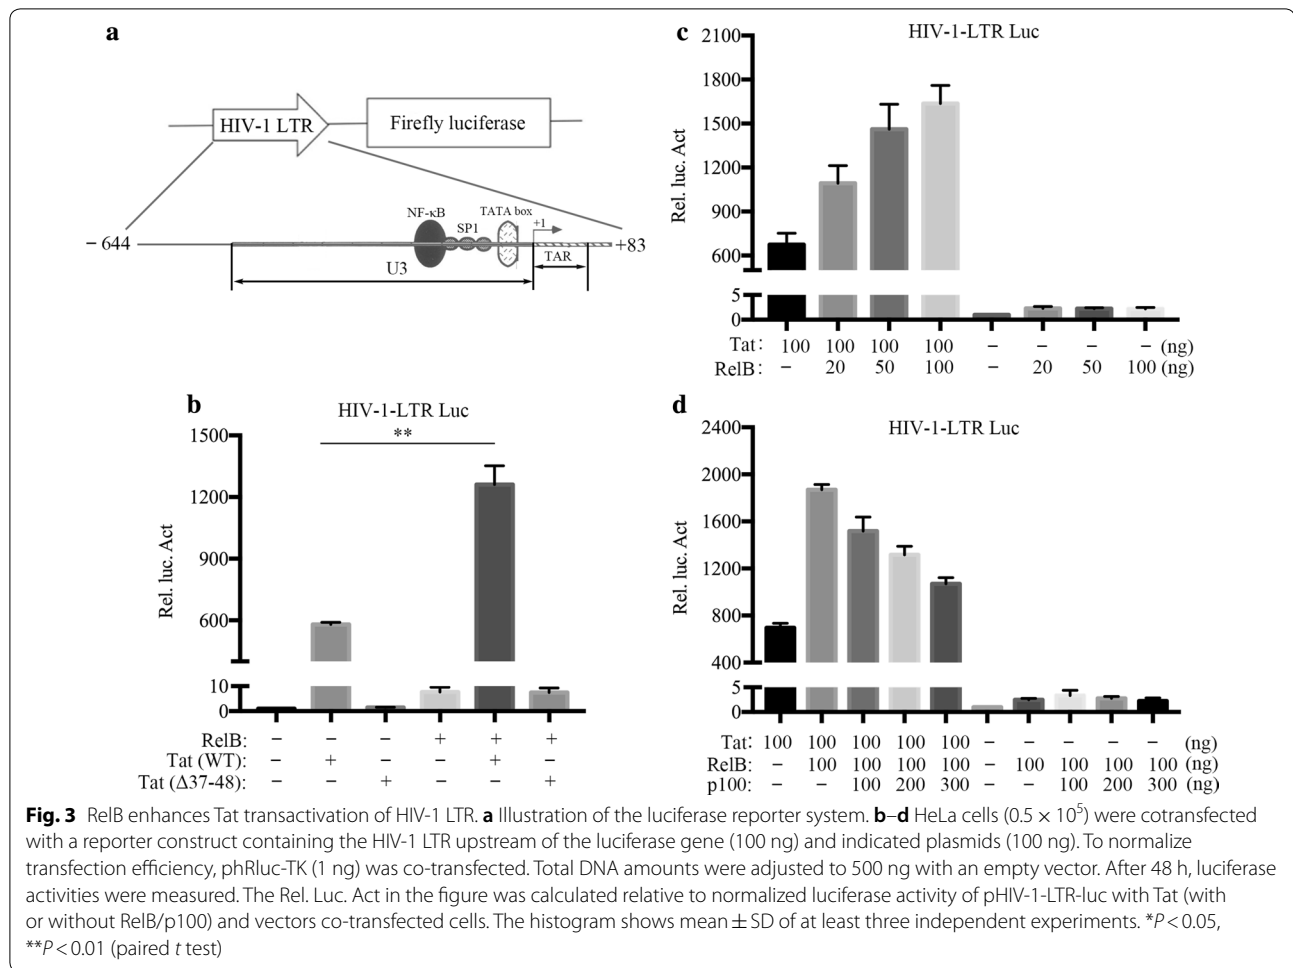 a
HIV-1 LTR
Firefly luciferase
NF-κB
SP1
TATA box
+1
− 644
+83
U3
TAR
b
HIV-1-LTR Luc
**
Rel. luc. Act
1500
1200
900
600
10
0
RelB: − − − + + +
Tat (WT): − + − − + −
Tat (Δ37-48): − − + − − +
c
HIV-1-LTR Luc
Rel. luc. Act
2100
1800
1500
1200
900
600
5
0
Tat: 100 100 100 100 − − − − (ng)
RelB: − 20 50 100 − 20 50 100 (ng)
d
HIV-1-LTR Luc
Rel. luc. Act
2400
2000
1600
1200
800
400
5
0
Tat: 100 100 100 100 100 − − − − − (ng)
RelB: − 100 100 100 100 − 100 100 100 100 (ng)
p100: − − 100 200 300 − − 100 200 300 (ng)
Fig. 3 RelB enhances Tat transactivation of HIV-1 LTR. a Illustration of the luciferase reporter system. b–d HeLa cells (0.5 × 10⁵) were cotransfected
with a reporter construct containing the HIV-1 LTR upstream of the luciferase gene (100 ng) and indicated plasmids (100 ng). To normalize
transfection efficiency, phRluc-TK (1 ng) was co-transfected. Total DNA amounts were adjusted to 500 ng with an empty vector. After 48 h, luciferase
activities were measured. The Rel. Luc. Act in the figure was calculated relative to normalized luciferase activity of pHIV-1-LTR-luc with Tat (with
or without RelB/p100) and vectors co-transfected cells. The histogram shows mean ± SD of at least three independent experiments. *P < 0.05,
**P < 0.01 (paired t test)